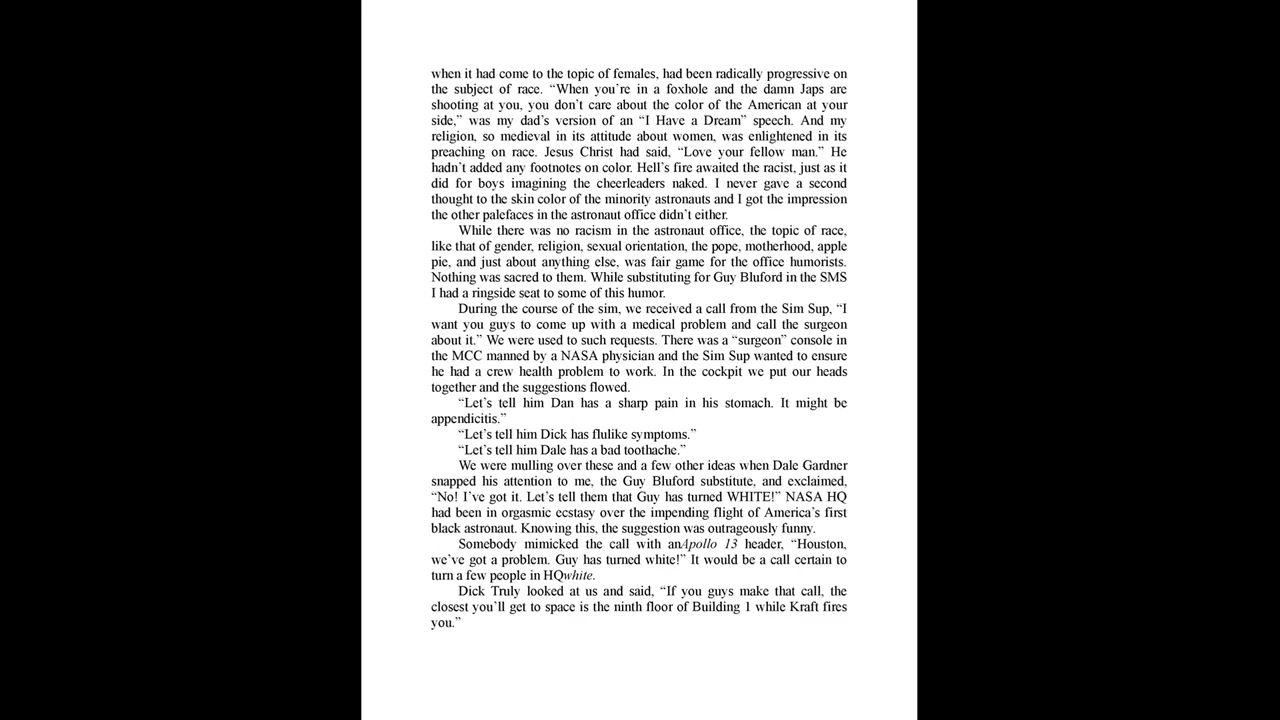 when it had come to the topic of females, had been radically progressive on
the subject of race. “When you’re in a foxhole and the damn Japs are
shooting at you, you don’t care about the color of the American at your
side,” was my dad’s version of an “I Have a Dream” speech. And my
religion, so medieval in its attitude about women, was enlightened in its
preaching on race. Jesus Christ had said, “Love your fellow man.” He
hadn’t added any footnotes on color. Hell’s fire awaited the racist, just as it
did for boys imagining the cheerleaders naked. I never gave a second
thought to the skin color of the minority astronauts and I got the impression
the other palefaces in the astronaut office didn’t either.
While there was no racism in the astronaut office, the topic of race,
like that of gender, religion, sexual orientation, the pope, motherhood, apple
pie, and just about anything else, was fair game for the office humorists.
Nothing was sacred to them. While substituting for Guy Bluford in the SMS
I had a ringside seat to some of this humor.
During the course of the sim, we received a call from the Sim Sup, “I
want you guys to come up with a medical problem and call the surgeon
about it.” We were used to such requests. There was a “surgeon” console in
the MCC manned by a NASA physician and the Sim Sup wanted to ensure
he had a crew health problem to work. In the cockpit we put our heads
together and the suggestions flowed.
“Let’s tell him Dan has a sharp pain in his stomach. It might be
appendicitis.”
“Let’s tell him Dick has flulike symptoms.”
“Let’s tell him Dale has a bad toothache.”
We were mulling over these and a few other ideas when Dale Gardner
snapped his attention to me, the Guy Bluford substitute, and exclaimed,
“No! I’ve got it. Let’s tell them that Guy has turned WHITE!” NASA HQ
had been in orgasmic ecstasy over the impending flight of America’s first
black astronaut. Knowing this, the suggestion was outrageously funny.
Somebody mimicked the call with anApollo 13 header, “Houston,
we’ve got a problem. Guy has turned white!” It would be a call certain to
turn a few people in HQwhite.
Dick Truly looked at us and said, “If you guys make that call, the
closest you’ll get to space is the ninth floor of Building 1 while Kraft fires
you.”